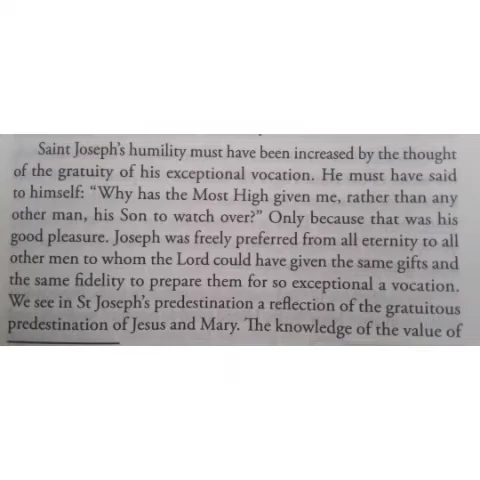 Saint Joseph's humility must have been increased by the thought
of the gratuity of his exceptional vocation. He must have said
to himself: “Why has the Most High given me, rather than any
other man, his Son to watch over?” Only because that was his
good pleasure. Joseph was freely preferred from all eternity to all
other men to whom the Lord could have given the same gifts and
the same fidelity to prepare them for so exceptional a vocation.
We see in St Joseph's predestination a reflection of the gratuitous
predestination of Jesus and Mary. The knowledge of the value of